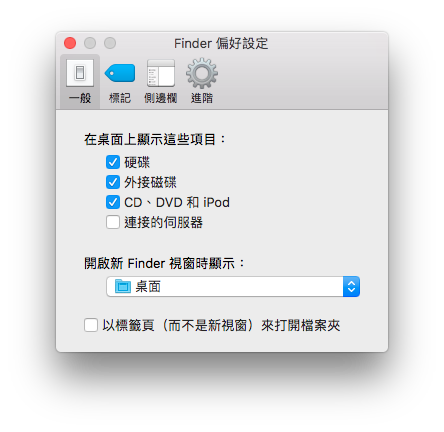 Finder 偏好設定
一般 標記 側邊欄 進階
在桌面上顯示這些項目：
硬碟
外接磁碟
CD、DVD 和 iPod
連接的伺服器
開啟新 Finder 視窗時顯示：
桌面
以標籤頁（而不是新視窗）來打開檔案夾